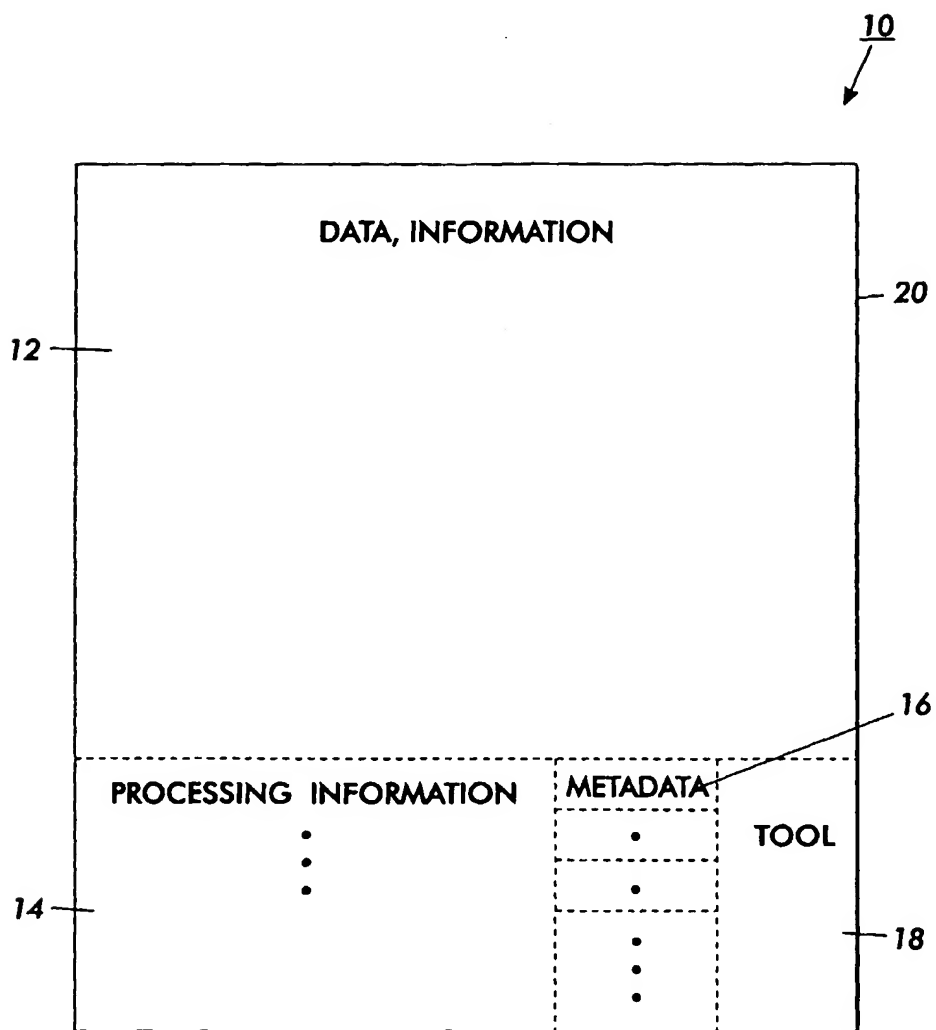 10
DATA, INFORMATION
20
12
16
PROCESSING INFORMATION
METADATA
TOOL
14
18